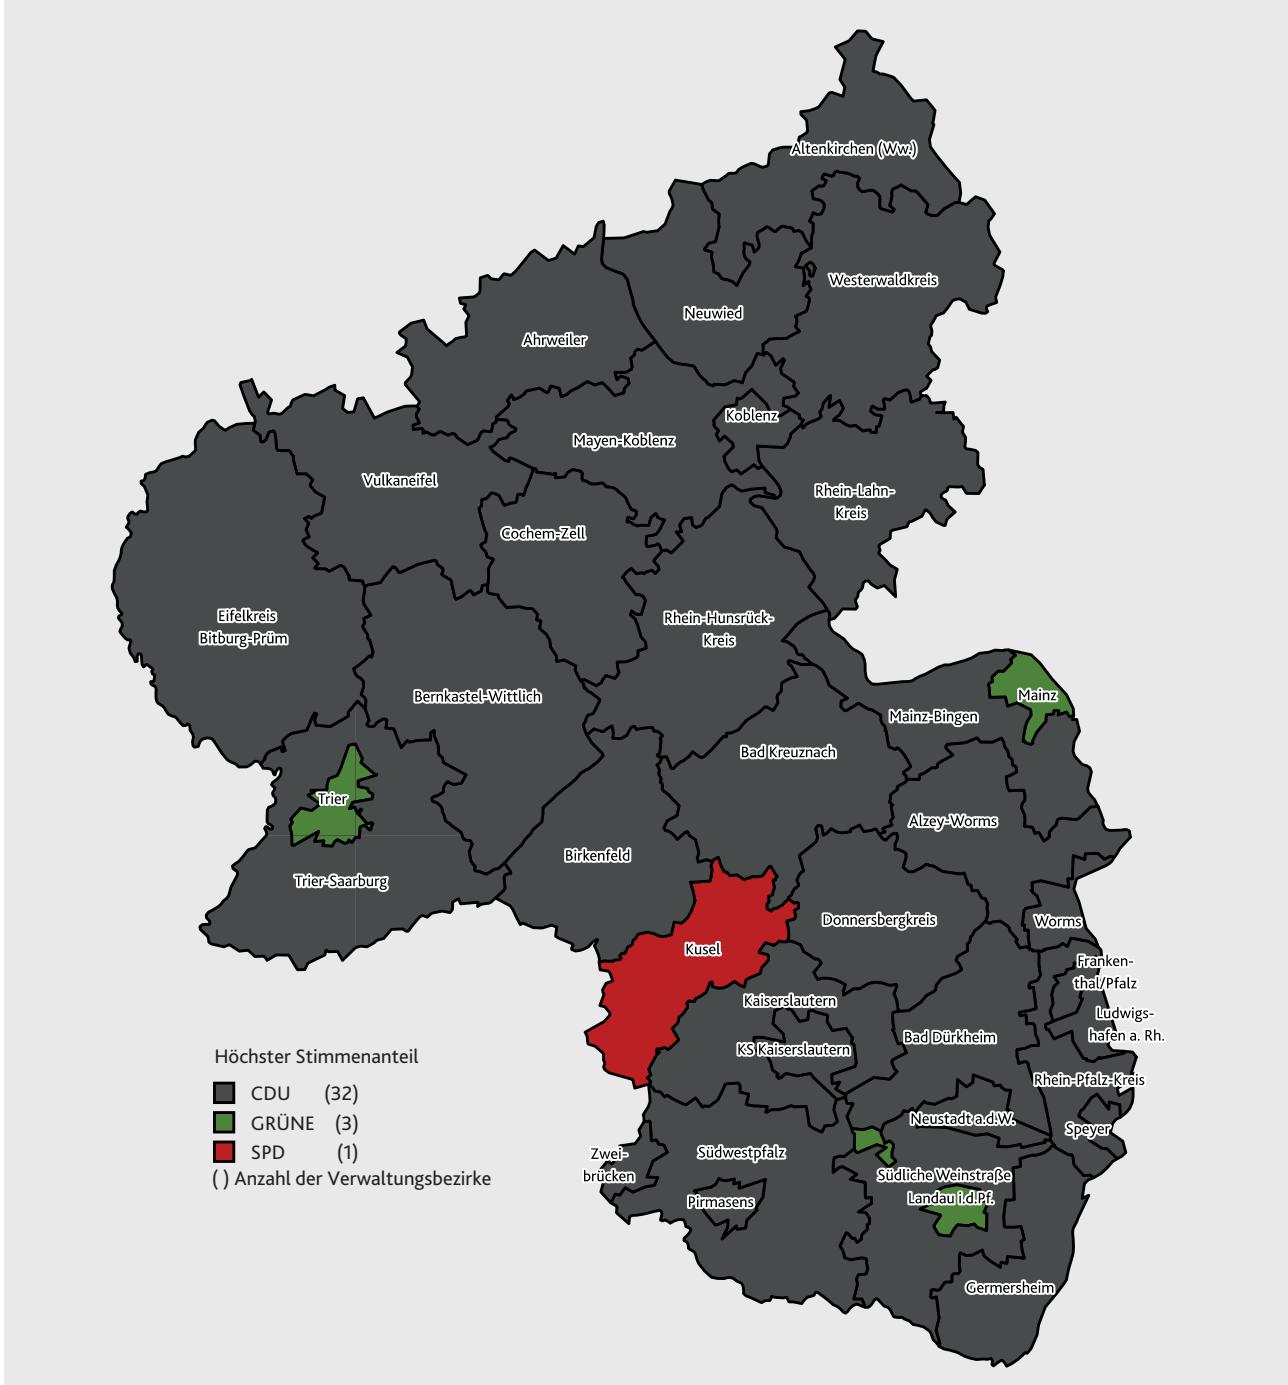 Altenkirchen (Ww.)
Westerwaldkreis
Neuwied
Ahrweiler
Koblenz
Mayen-Koblenz
Vulkaneifel
Rhein-Lahn-
Kreis
Cochem-Zell
Eifelkreis
Bitburg-Prüm
Rhein-Hunsrück-
Kreis
Bernkastel-Wittlich
Mainz
Mainz-Bingen
Bad Kreuznach
Trier
Alzey-Worms
Birkenfeld
Trier-Saarburg
Donnersbergkreis
Worms
Kusel
Franken-
thal/Pfalz
Kaiserslautern
Ludwigs-
hafen a. Rh.
Bad Dürkheim
KS Kaiserslautern
Rhein-Pfalz-Kreis
Neustadt a.d.W.
Speyer
Zwei-
brücken
Südwestpfalz
Südliche Weinstraße
Landau i.d.Pf.
Pirmasens
Germersheim
Höchster Stimmenanteil
CDU (32)
GRÜNE (3)
SPD (1)
( ) Anzahl der Verwaltungsbezirke